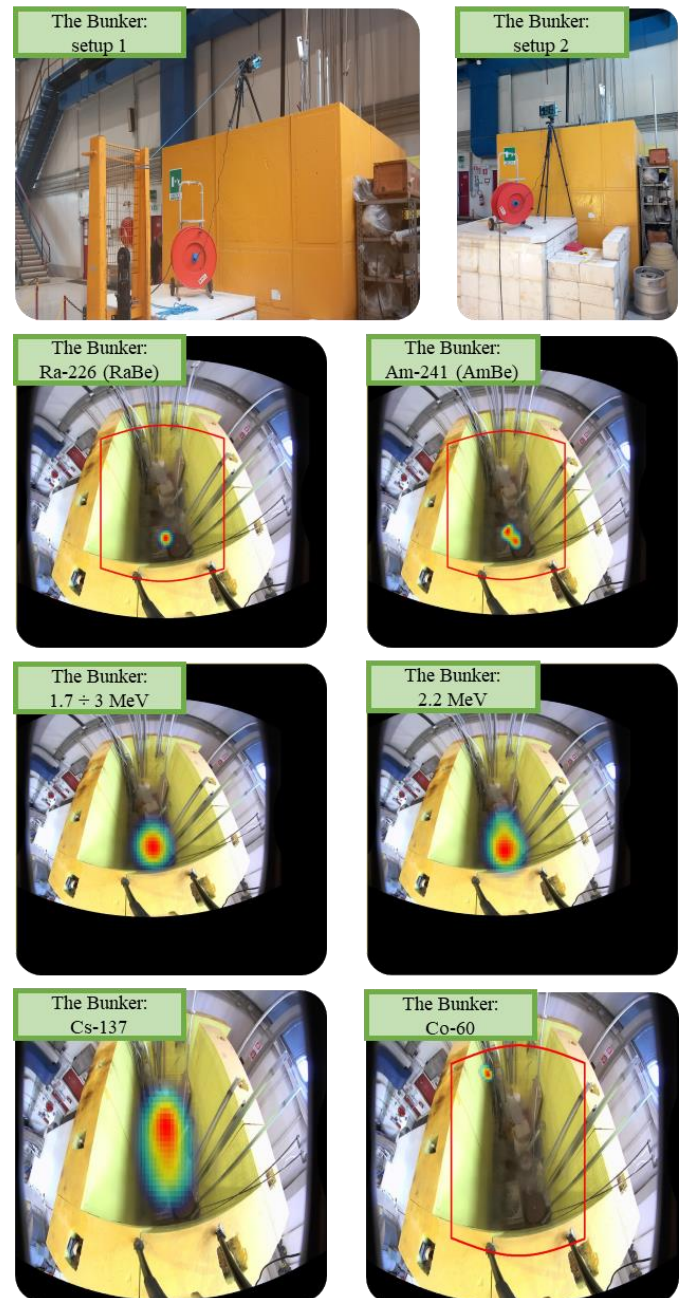 The Bunker:
setup 1
The Bunker:
setup 2
The Bunker:
Ra-226 (RaBe)
The Bunker:
Am-241 (AmBe)
The Bunker:
1.7 ÷ 3 MeV
The Bunker:
2.2 MeV
The Bunker:
Cs-137
The Bunker:
Co-60